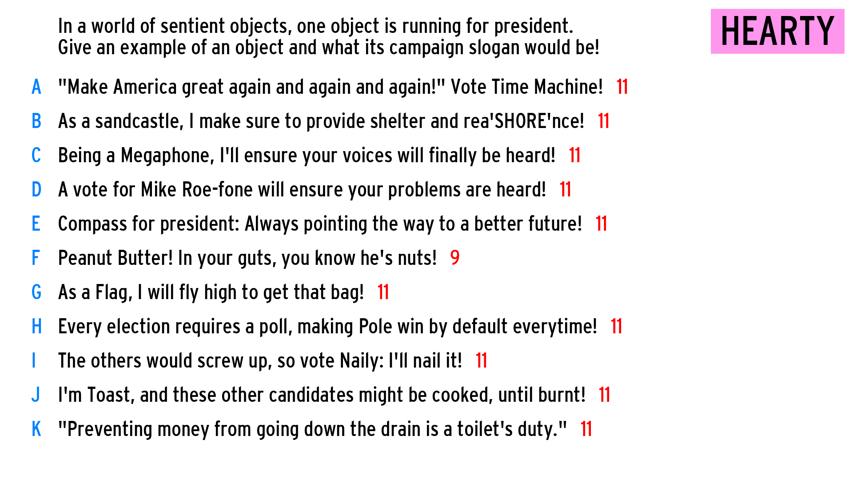 In a world of sentient objects, one object is running for president.
Give an example of an object and what its campaign slogan would be!
HEARTY
A "Make America great again and again and again!" Vote Time Machine! 11
B As a sandcastle, I make sure to provide shelter and rea'SHORE'nce! 11
C Being a Megaphone, I'll ensure your voices will finally be heard! 11
D A vote for Mike Roe-fone will ensure your problems are heard! 11
E Compass for president: Always pointing the way to a better future! 11
F Peanut Butter! In your guts, you know he's nuts! 9
G As a Flag, I will fly high to get that bag! 11
H Every election requires a poll, making Pole win by default everytime! 11
I The others would screw up, so vote Naily: I'll nail it! 11
J I'm Toast, and these other candidates might be cooked, until burnt! 11
K "Preventing money from going down the drain is a toilet's duty." 11